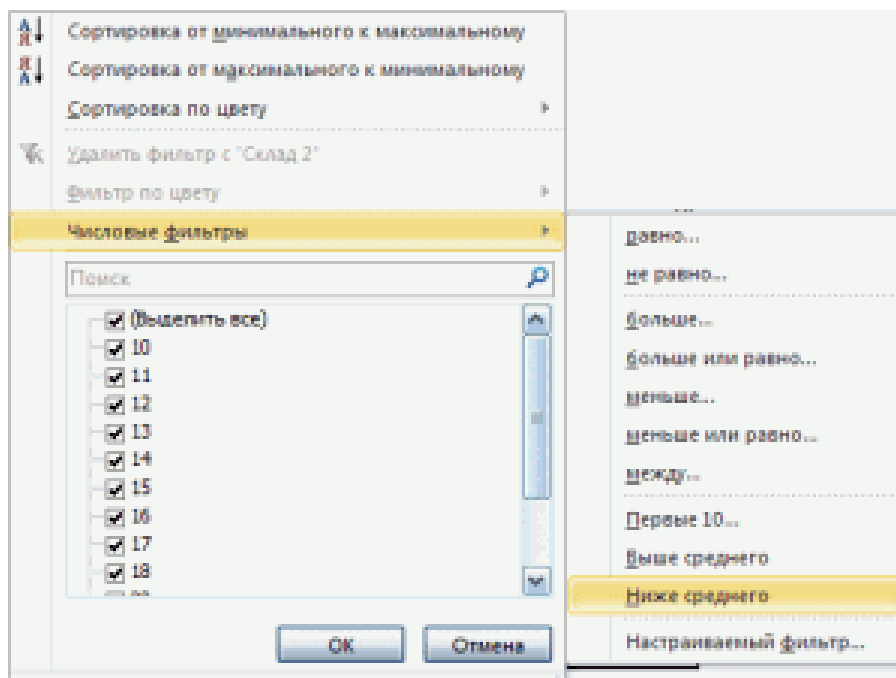 Сортировка от минимального к максимальному
Сортировка от максимального к минимальному
Сортировка по цвету
Удалить фильтр с "Склад 2"
Фильтр по цвету
Числовые фильтры
Поиск
(Выделить все)
10
11
12
13
14
15
16
17
18
ОК
Отмена
равно...
не равно...
больше...
больше или равно...
меньше...
меньше или равно...
между...
Первые 10...
Выше среднего
Ниже среднего
Настраиваемый фильтр...